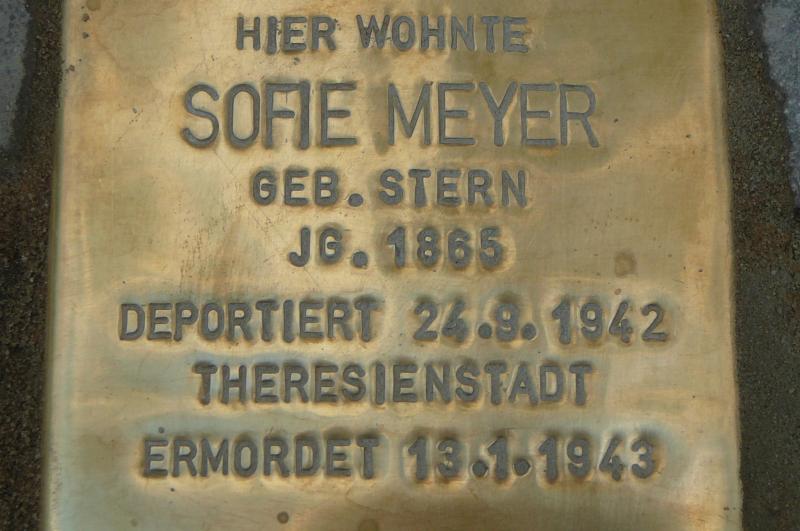 HIER WOHNTE
SOFIE MEYER
GEB. STERN
JG. 1865
DEPORTIERT 24.9.1942
THERESIENSTADT
ERMORDET 13.1.1943